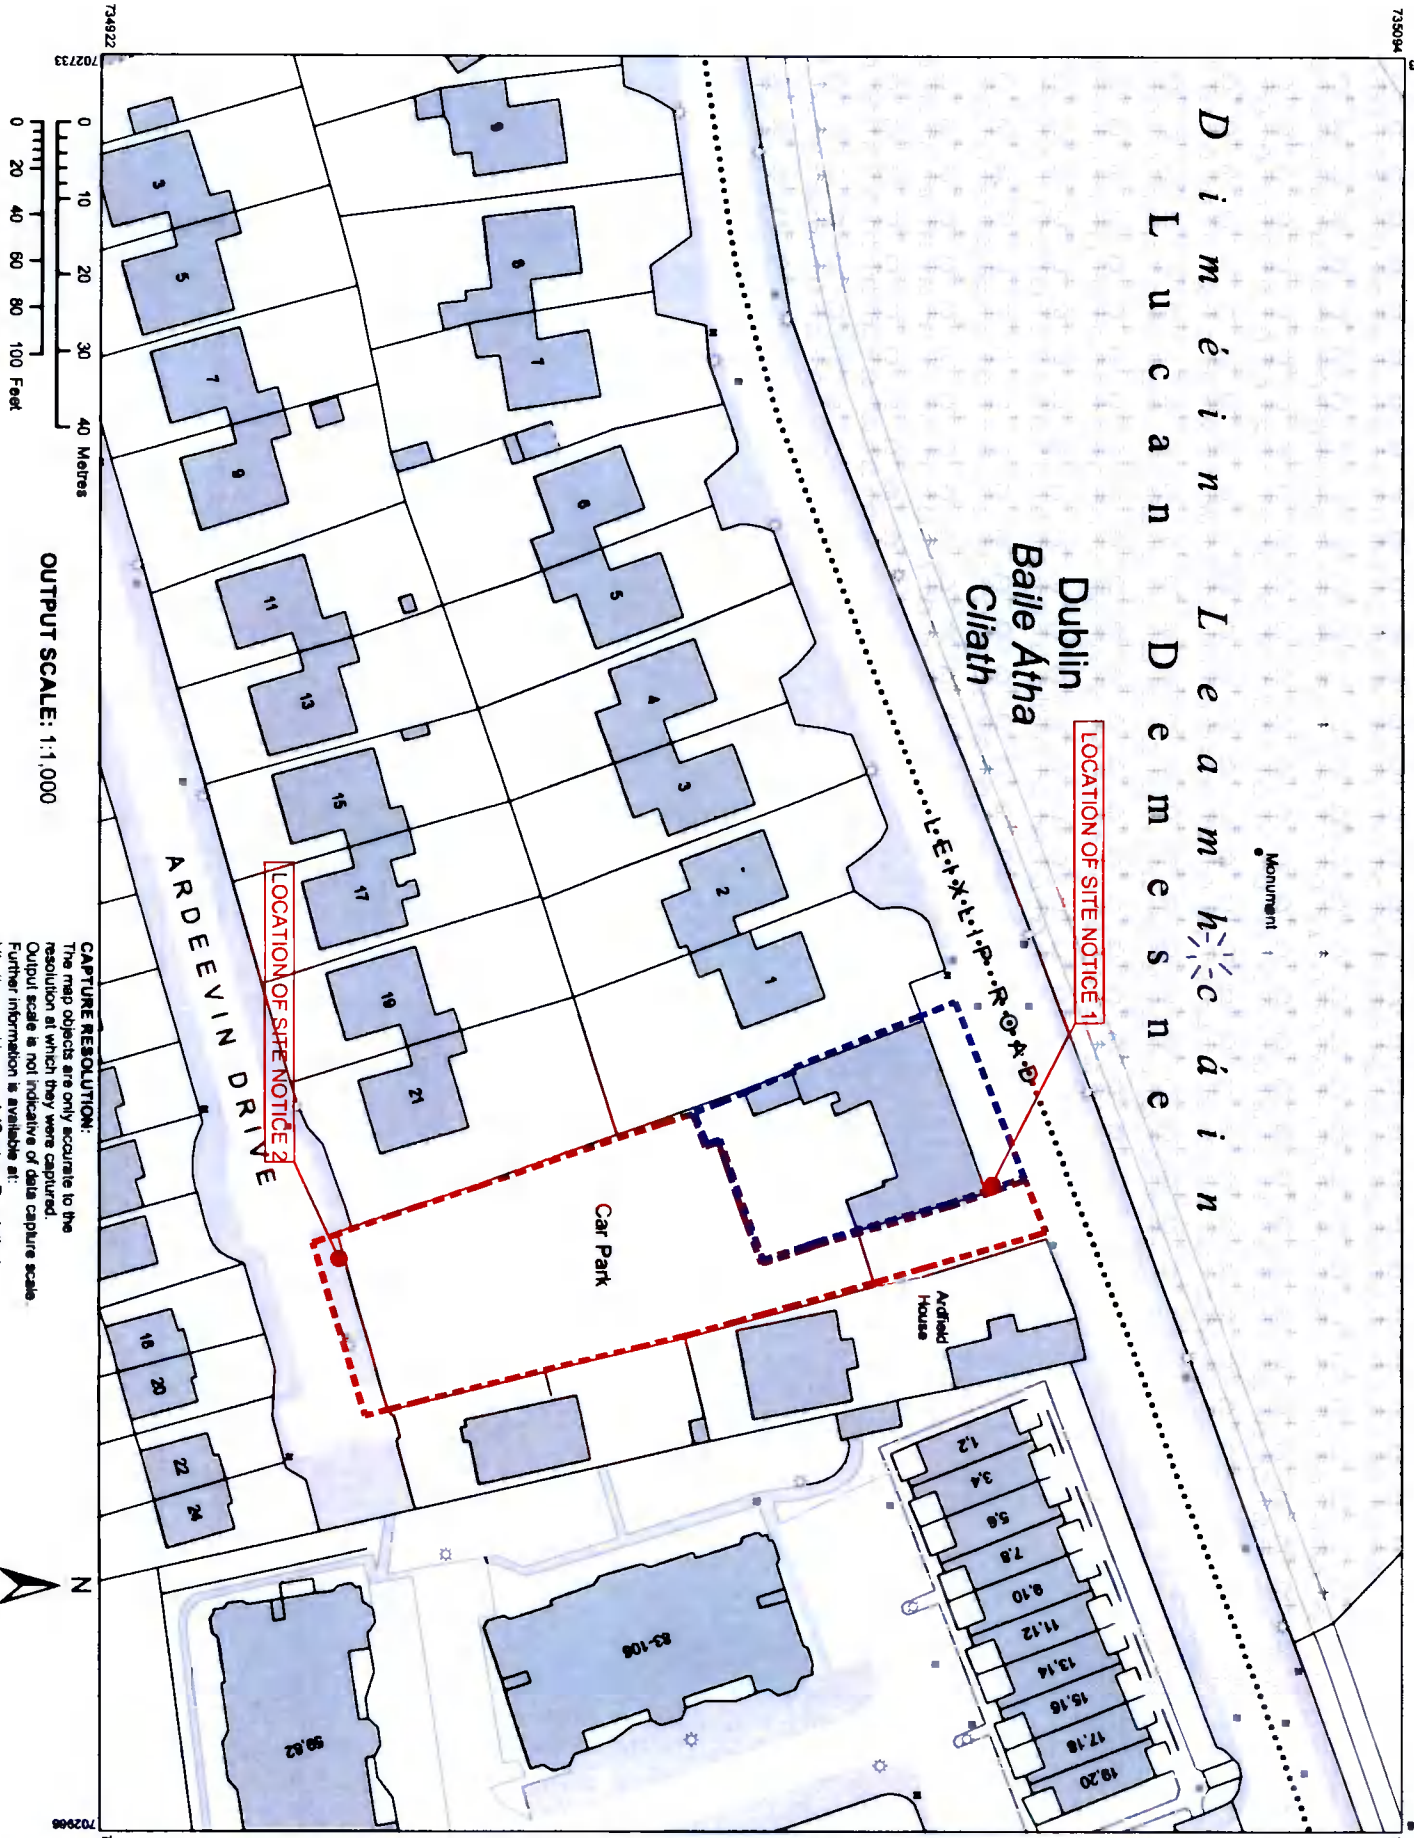 735094
734922
702733
702966
Diméin Leamhcáin
Lucan Demesne
Monument
Dublin
Baile Átha
Cliath
LOCATION OF SITE NOTICE 1
LEIXLIP ROAD
9
8
7
6
5
4
3
2
1
Car Park
Ardfield
House
3
5
7
9
11
13
15
17
19
21
LOCATION OF SITE NOTICE 2
ARDEEVIN DRIVE
18
20
22
24
1,2
3,4
5,6
7,8
9,10
11,12
13,14
15,16
17,18
19,20
83-106
59,82
0 10 20 30 40 Metres
0 20 40 60 80 100 Feet
OUTPUT SCALE: 1:1,000
CAPTURE RESOLUTION:
The map objects are only accurate to the
resolution at which they were captured.
Output scale is not indicative of data capture scale.
Further information is available at:
N